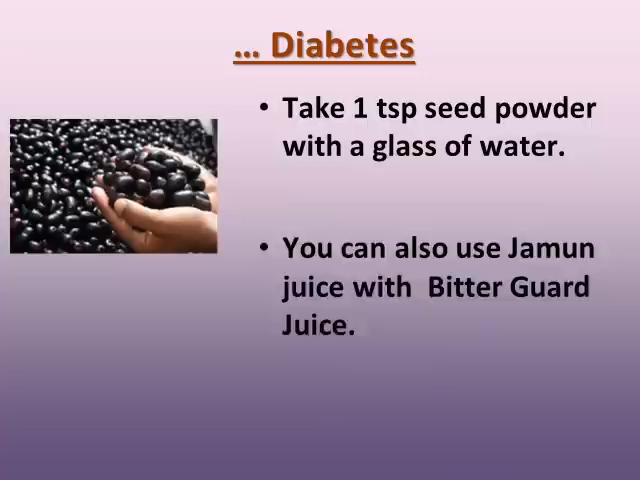 ... Diabetes
• Take 1 tsp seed powder
with a glass of water.
• You can also use Jamun
juice with  Bitter Guard
Juice.